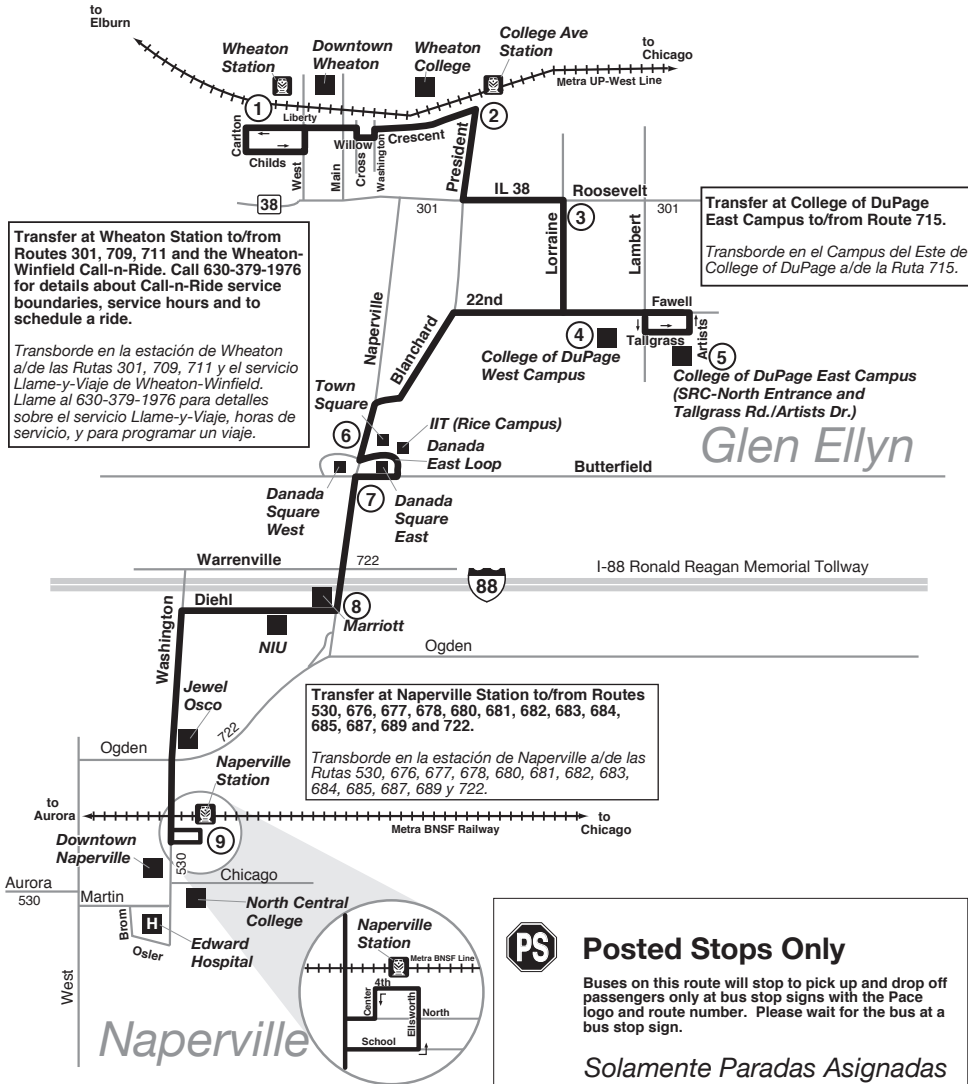 to
Elburn
Wheaton
Station
Downtown
Wheaton
Wheaton
College
College Ave
Station
to
Chicago
Metra UP-West Line
1
2
Liberty
Carlton
Childs
West
Main
Willow
Cross
Washington
Crescent
President
IL 38
Roosevelt
38
301
301
3
Lorraine
Lambert
Transfer at Wheaton Station to/from
Routes 301, 709, 711 and the Wheaton-
Winfield Call-n-Ride. Call 630-379-1976
for details about Call-n-Ride service
boundaries, service hours and to
schedule a ride.
Transborde en la estación de Wheaton
a/de las Rutas 301, 709, 711 y el servicio
Llame-y-Viaje de Wheaton-Winfield.
Llame al 630-379-1976 para detalles
sobre el servicio Llame-y-Viaje, horas de
servicio, y para programar un viaje.
Transfer at College of DuPage
East Campus to/from Route 715.
Transborde en el Campus del Este de
College of DuPage a/de la Ruta 715.
Naperville
Blanchard
22nd
Fawell
Tallgrass
Artists
4
5
College of DuPage
West Campus
College of DuPage East Campus
(SRC-North Entrance and
Tallgrass Rd./Artists Dr.)
Glen Ellyn
Town
Square
6
IIT (Rice Campus)
Danada
East Loop
Butterfield
Danada
Square
West
7
Danada
Square
East
Warrenville
722
88
I-88 Ronald Reagan Memorial Tollway
Washington
Diehl
8
Marriott
NIU
Ogden
Jewel
Osco
722
Ogden
Transfer at Naperville Station to/from Routes
530, 676, 677, 678, 680, 681, 682, 683, 684,
685, 687, 689 and 722.
Transborde en la estación de Naperville a/de las
Rutas 530, 676, 677, 678, 680, 681, 682, 683,
684, 685, 687, 689 y 722.
Naperville
Station
to
Aurora
Metra BNSF Railway
to
Chicago
9
Downtown
Naperville
530
Chicago
Aurora
530
Martin
North Central
College
Brom
H
Osler
Edward
Hospital
West
Naperville
Naperville
Station
Metra BNSF Line
4th
Center
Ellsworth
North
School
PS
Posted Stops Only
Buses on this route will stop to pick up and drop off
passengers only at bus stop signs with the Pace
logo and route number. Please wait for the bus at a
bus stop sign.
Solamente Paradas Asignadas